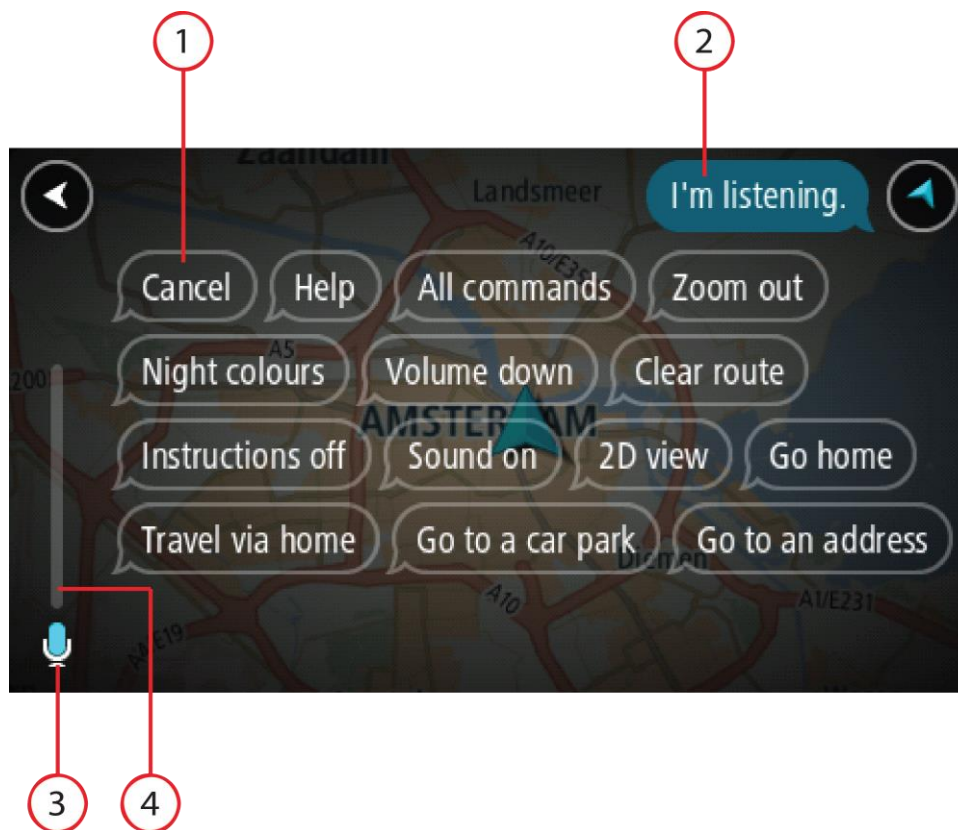 1
2
Zaandam
Landsmeer
I'm listening.
A10/E35
Cancel
Help
All commands
Zoom out
A5
200
Night colours
Volume down
Clear route
AMSTERDAM
Instructions off
Sound on
2D view
Go home
Travel via home
Go to a car park
Go to an address
Diemen
A10
A1/E231
A4/E19
3
4